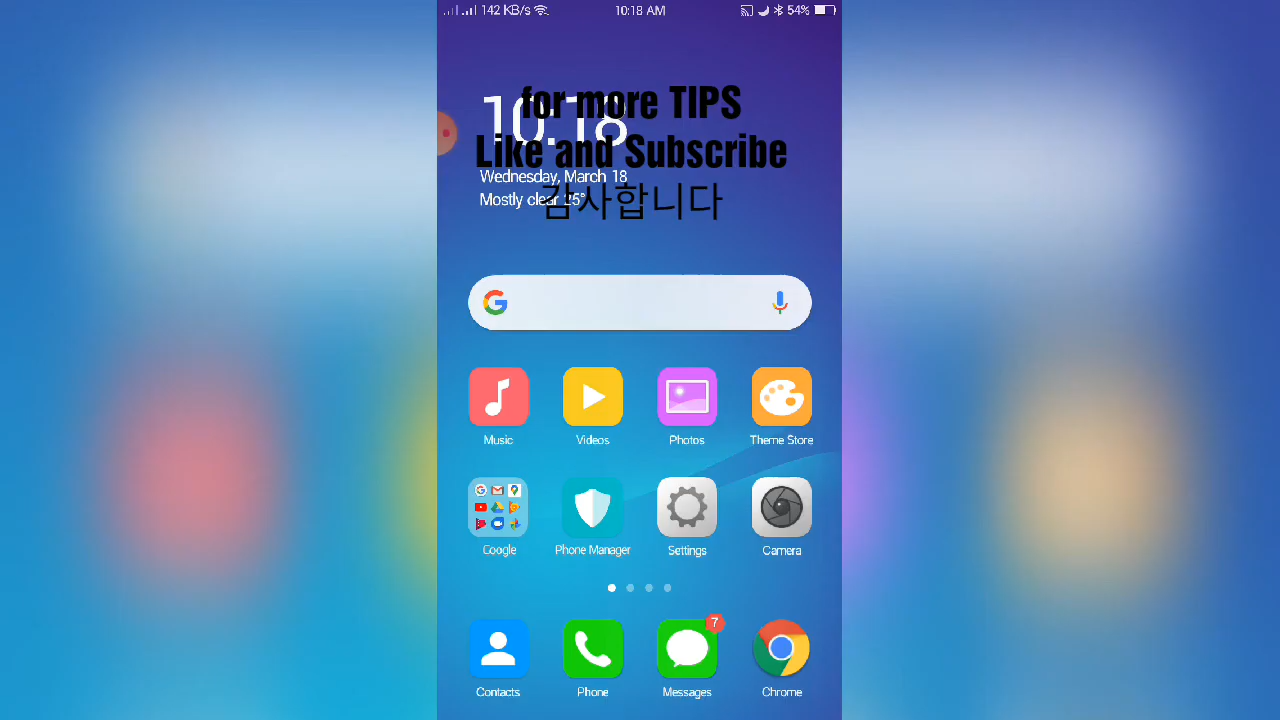 142 KB/s 10:18 AM 54%
for more TIPS
10:18
Like and Subscribe
Wednesday, March 18
감사합니다
Mostly clear 25°
Music Videos Photos Theme Store
Google Phone Manager Settings Camera
7
Contacts Phone Messages Chrome